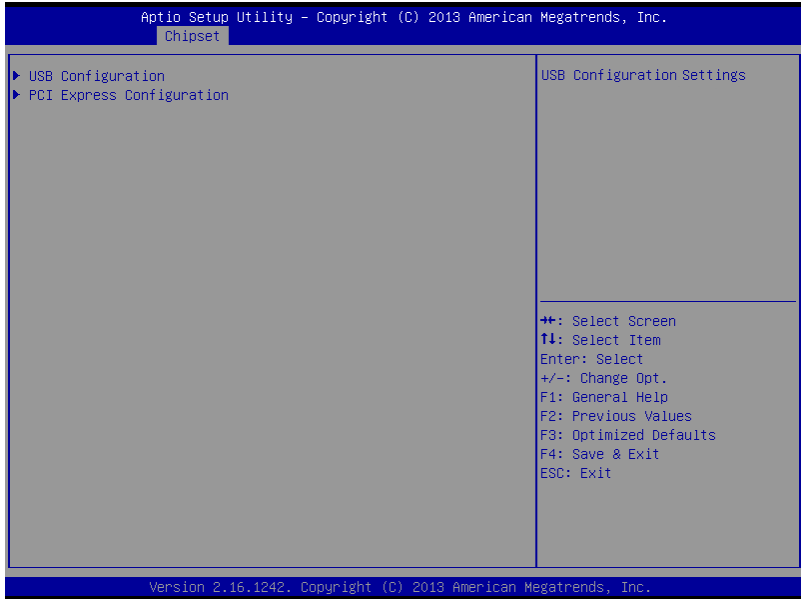 Aptio Setup Utility – Copyright (C) 2013 American Megatrends, Inc.
Chipset
▶ USB Configuration
▶ PCI Express Configuration
USB Configuration Settings
→←: Select Screen
↑↓: Select Item
Enter: Select
+/-: Change Opt.
F1: General Help
F2: Previous Values
F3: Optimized Defaults
F4: Save & Exit
ESC: Exit
Version 2.16.1242. Copyright (C) 2013 American Megatrends, Inc.